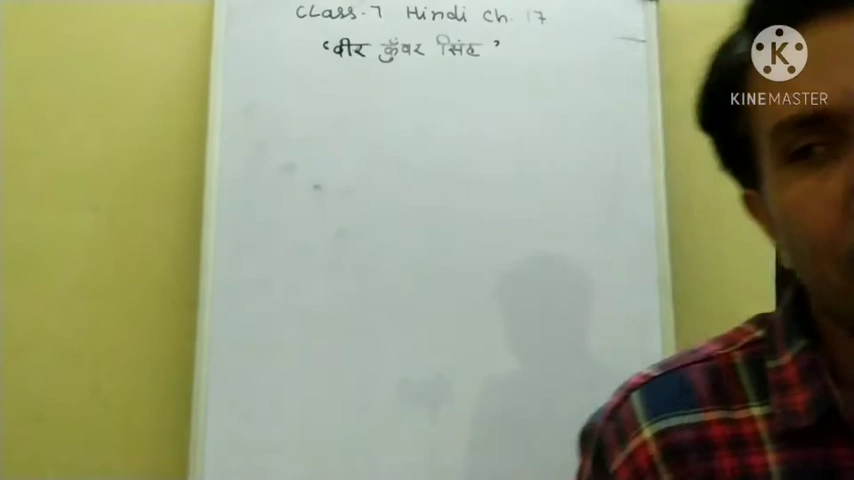 Class-7 Hindi Ch. 17
‘वीर कुँवर सिंह’
K
KINEMASTER